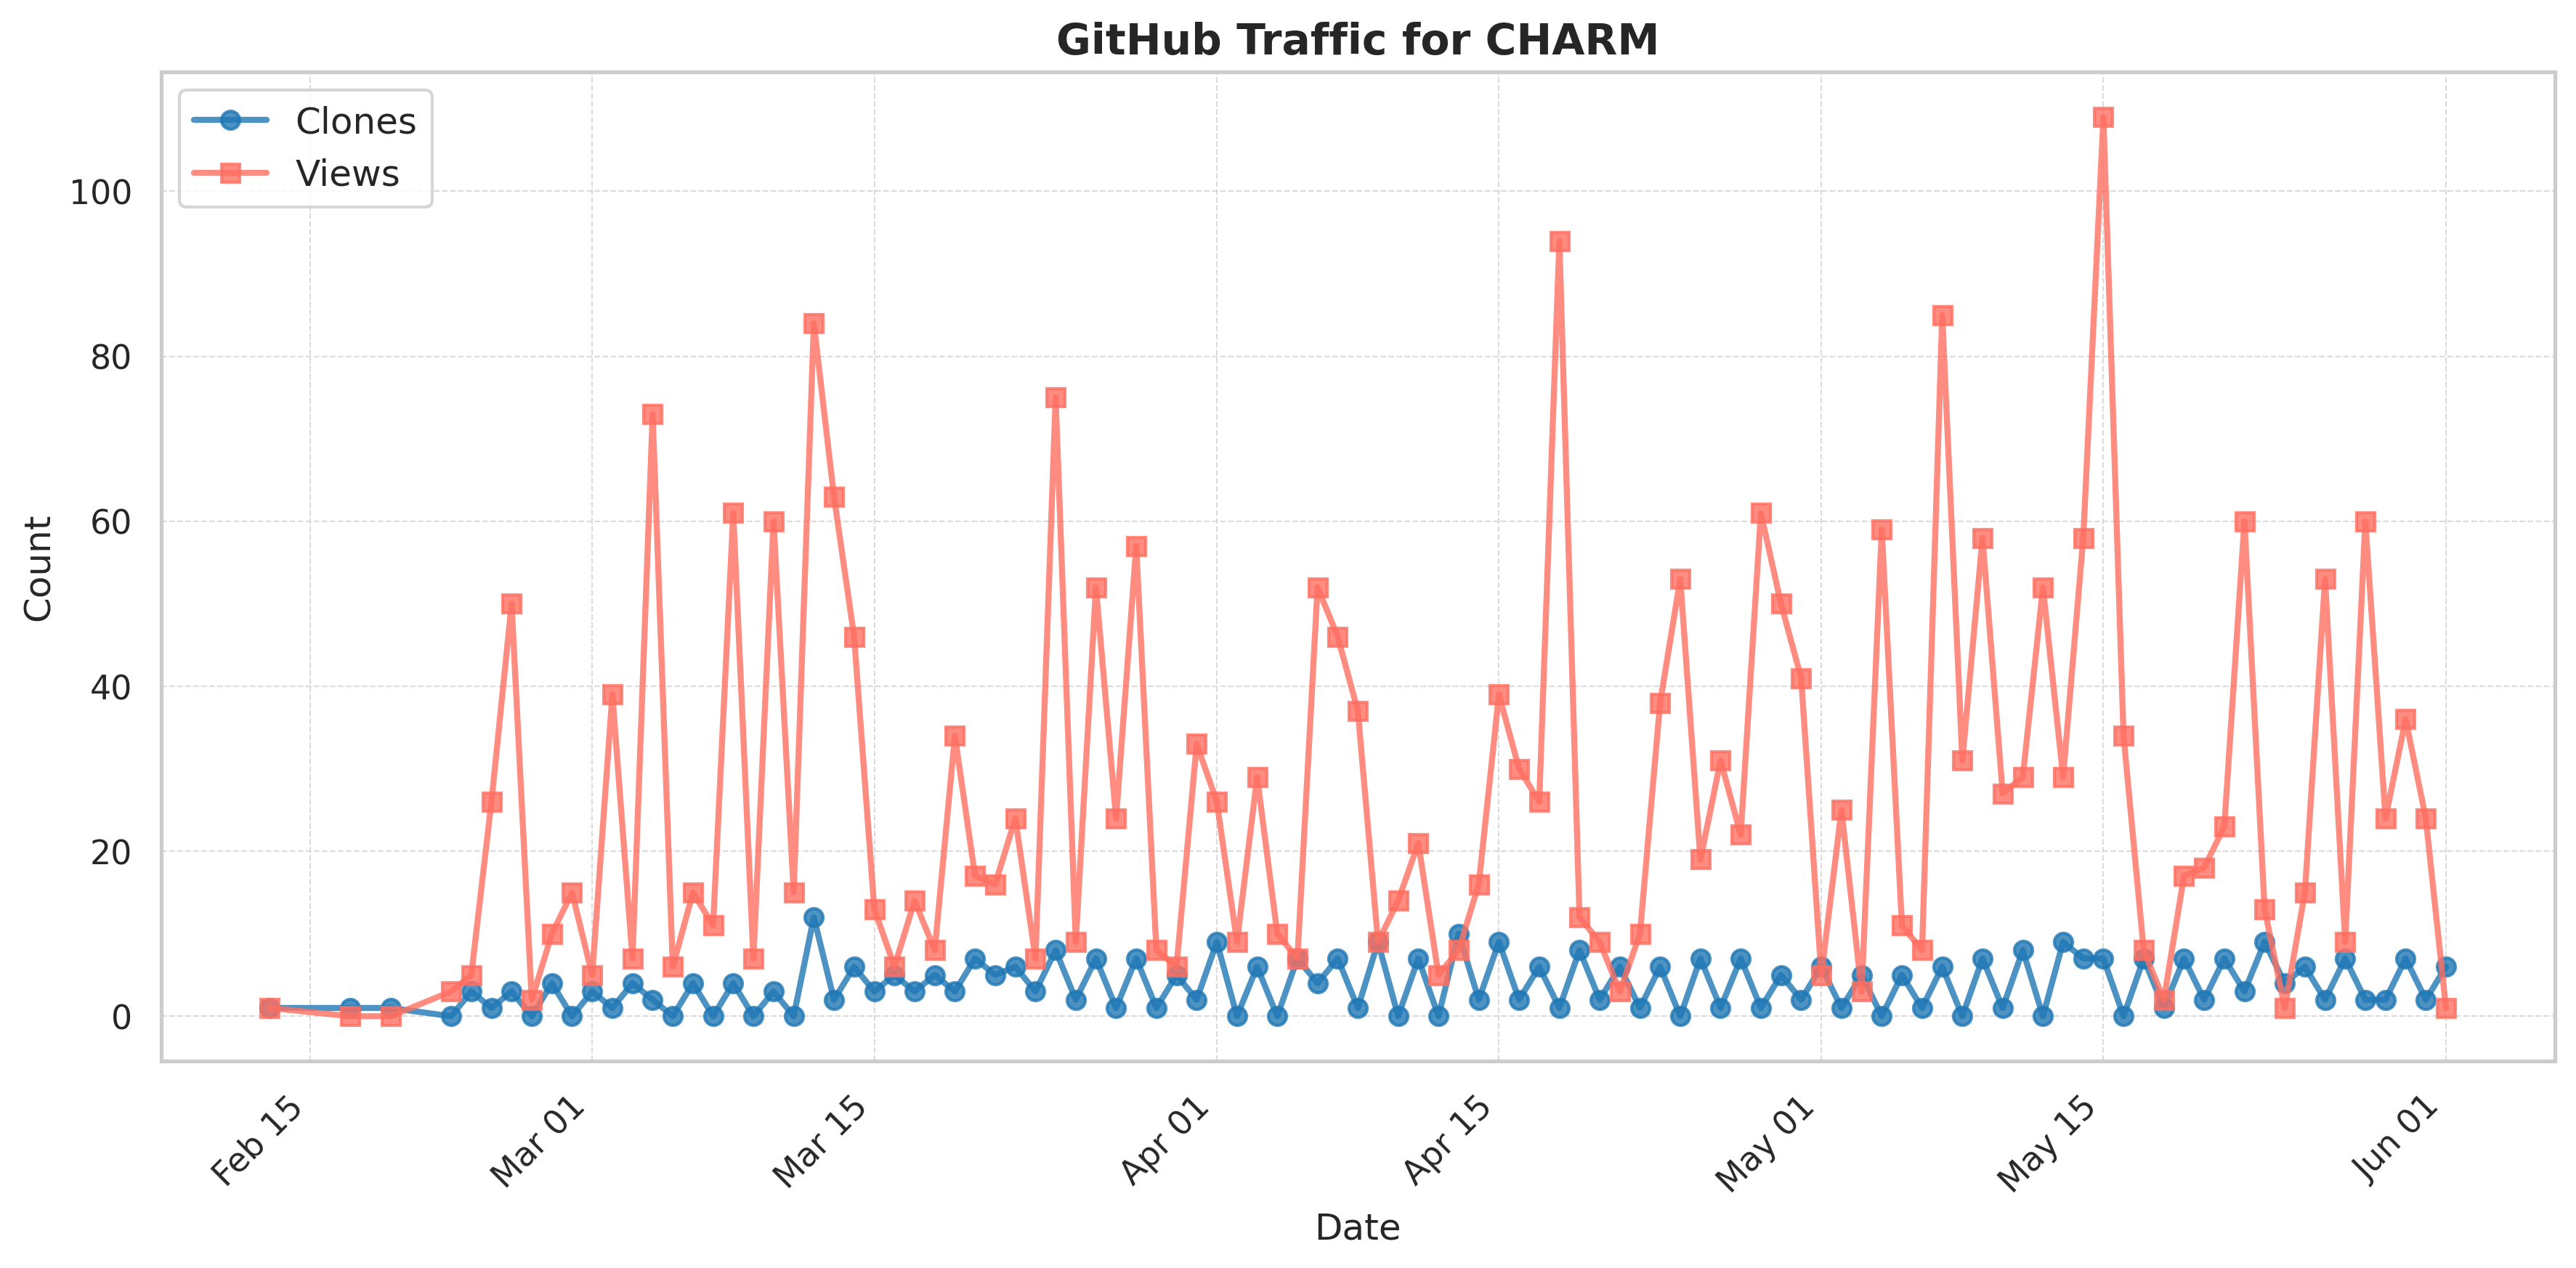 GitHub Traffic for CHARM
Clones
Views
100
80
60
40
20
0
Count
Feb 15
Mar 01
Mar 15
Apr 01
Apr 15
May 01
May 15
Jun 01
Date